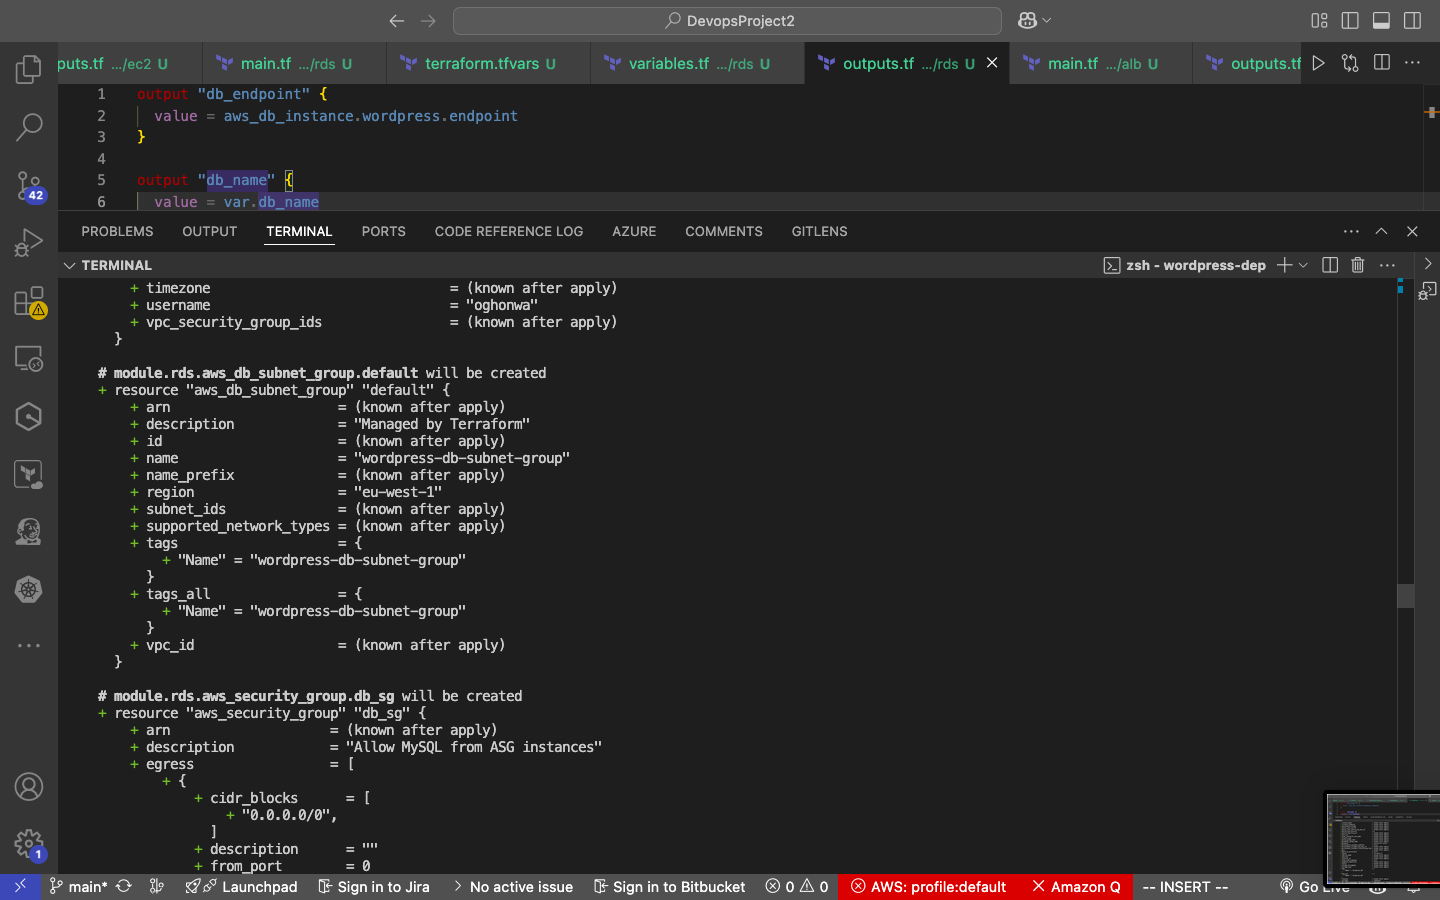 DevopsProject2
puts.tf .../ec2 U
main.tf .../rds U
terraform.tfvars U
variables.tf .../rds U
outputs.tf .../rds U
main.tf .../alb U
outputs.tf
1 output "db_endpoint" {
2 value = aws_db_instance.wordpress.endpoint
3 }
4
5 output "db_name" {
6 value = var.db_name
42
PROBLEMS OUTPUT TERMINAL PORTS CODE REFERENCE LOG AZURE COMMENTS GITLENS
TERMINAL
zsh - wordpress-dep
+ timezone = (known after apply)
+ username = "oghonwa"
+ vpc_security_group_ids = (known after apply)
}
# module.rds.aws_db_subnet_group.default will be created
+ resource "aws_db_subnet_group" "default" {
+ arn = (known after apply)
+ description = "Managed by Terraform"
+ id = (known after apply)
+ name = "wordpress-db-subnet-group"
+ name_prefix = (known after apply)
+ region = "eu-west-1"
+ subnet_ids = (known after apply)
+ supported_network_types = (known after apply)
+ tags = {
+ "Name" = "wordpress-db-subnet-group"
}
+ tags_all = {
+ "Name" = "wordpress-db-subnet-group"
}
+ vpc_id = (known after apply)
}
# module.rds.aws_security_group.db_sg will be created
+ resource "aws_security_group" "db_sg" {
+ arn = (known after apply)
+ description = "Allow MySQL from ASG instances"
+ egress = [
+ {
+ cidr_blocks = [
+ "0.0.0.0/0",
]
+ description = ""
+ from_port = 0
1
main* Launchpad Sign in to Jira No active issue Sign in to Bitbucket 0 0 AWS: profile:default Amazon Q -- INSERT -- Go Live